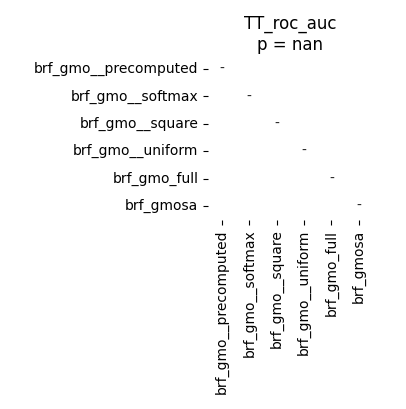 TT_roc_auc
p = nan
brf_gmo__precomputed -
brf_gmo__softmax -
brf_gmo__square -
brf_gmo__uniform -
brf_gmo_full -
brf_gmosa -
brf_gmo__precomputed
brf_gmo__softmax
brf_gmo__square
brf_gmo__uniform
brf_gmo_full
brf_gmosa